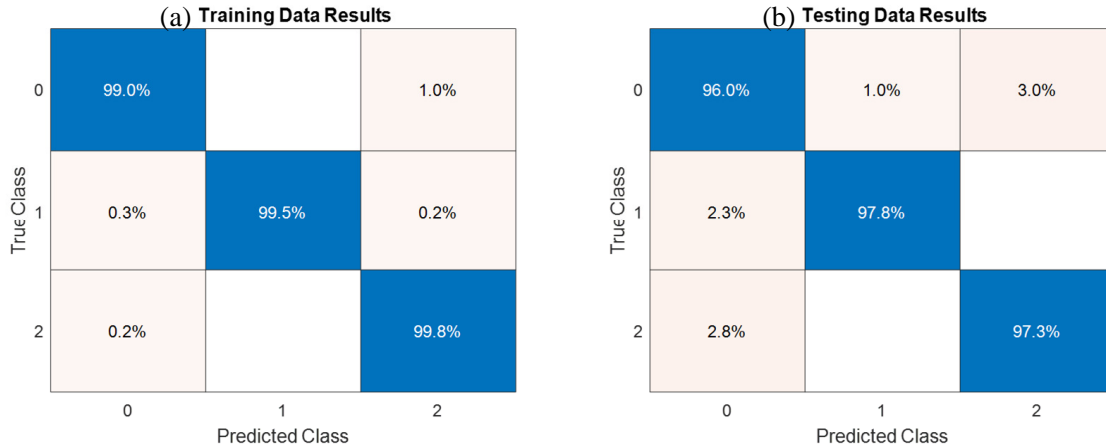 (a) Training Data Results
0 99.0% 1.0%
1 0.3% 99.5% 0.2%
2 0.2% 99.8%
0 1 2
Predicted Class
True Class
(b) Testing Data Results
0 96.0% 1.0% 3.0%
1 2.3% 97.8%
2 2.8% 97.3%
0 1 2
Predicted Class
True Class